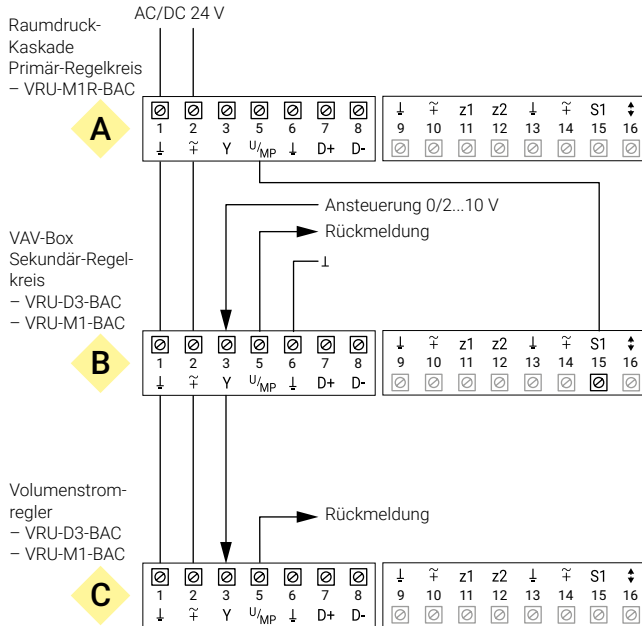 AC/DC 24 V
Raumdruck-
Kaskade
Primär-Regelkreis
– VRU-M1R-BAC
A
1 2 3 5 6 7 8
⏚ ~ Y U/MP ⏚ D+ D-
⏚ ~ z1 z2 ⏚ ~ S1
9 10 11 12 13 14 15 16
Ansteuerung 0/2...10 V
Rückmeldung
⊥
VAV-Box
Sekundär-Regel-
kreis
– VRU-D3-BAC
– VRU-M1-BAC
B
1 2 3 5 6 7 8
⏚ ~ Y U/MP ⏚ D+ D-
⏚ ~ z1 z2 ⏚ ~ S1
9 10 11 12 13 14 15 16
Volumenstrom-
regler
– VRU-D3-BAC
– VRU-M1-BAC
Rückmeldung
C
1 2 3 5 6 7 8
⏚ ~ Y U/MP ⏚ D+ D-
⏚ ~ z1 z2 ⏚ ~ S1
9 10 11 12 13 14 15 16